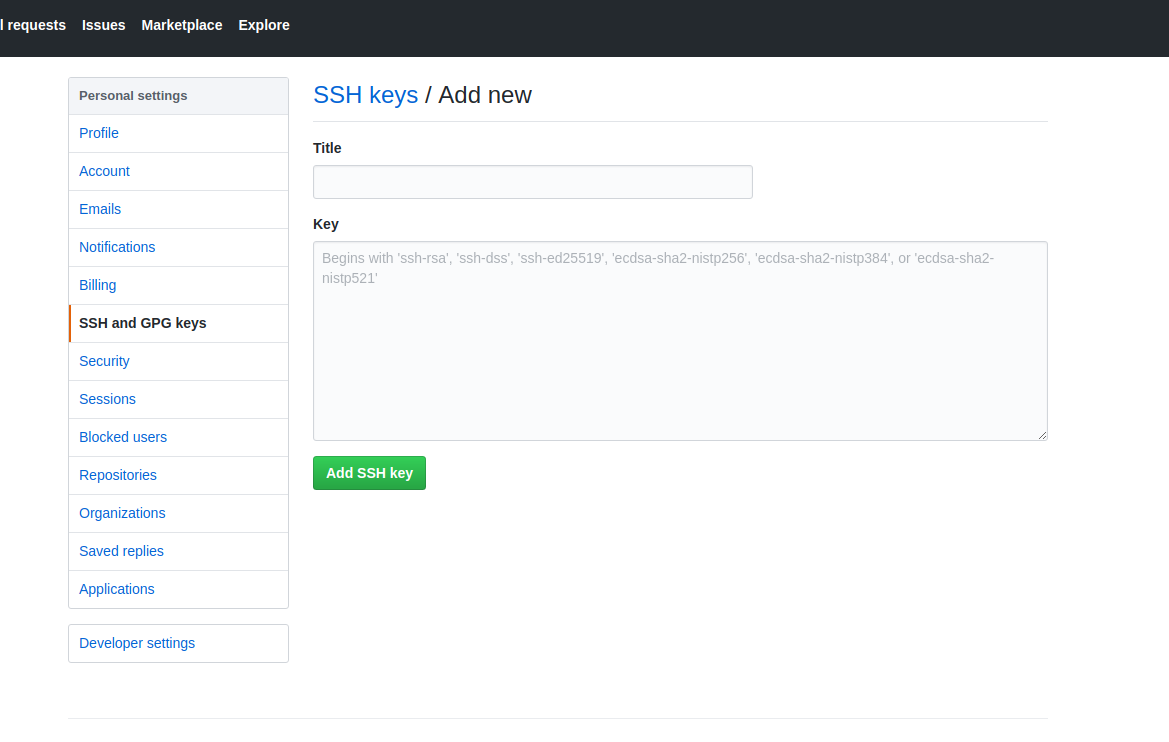 l requests Issues Marketplace Explore
Personal settings
Profile
Account
Emails
Notifications
Billing
SSH and GPG keys
Security
Sessions
Blocked users
Repositories
Organizations
Saved replies
Applications
Developer settings
SSH keys / Add new
Title
Key
Begins with 'ssh-rsa', 'ssh-dss', 'ssh-ed25519', 'ecdsa-sha2-nistp256', 'ecdsa-sha2-nistp384', or 'ecdsa-sha2-
nistp521'
Add SSH key